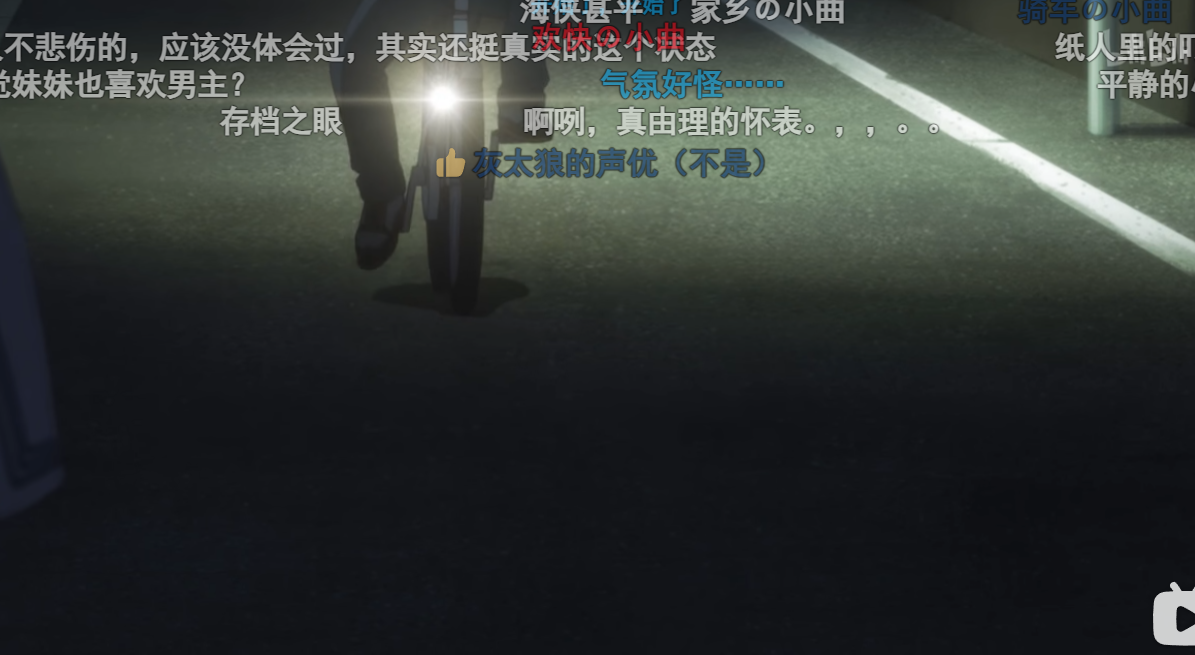 海侠甚平 家乡の小曲 骑车の小曲
不悲伤的，应该没体会过，其实还挺真实的这个状态
欢快の小曲
纸人里的
妹妹也喜欢男主？
气氛好怪……
平静的
存档之眼
啊咧，真由理的怀表。，，。。
灰太狼的声优（不是）